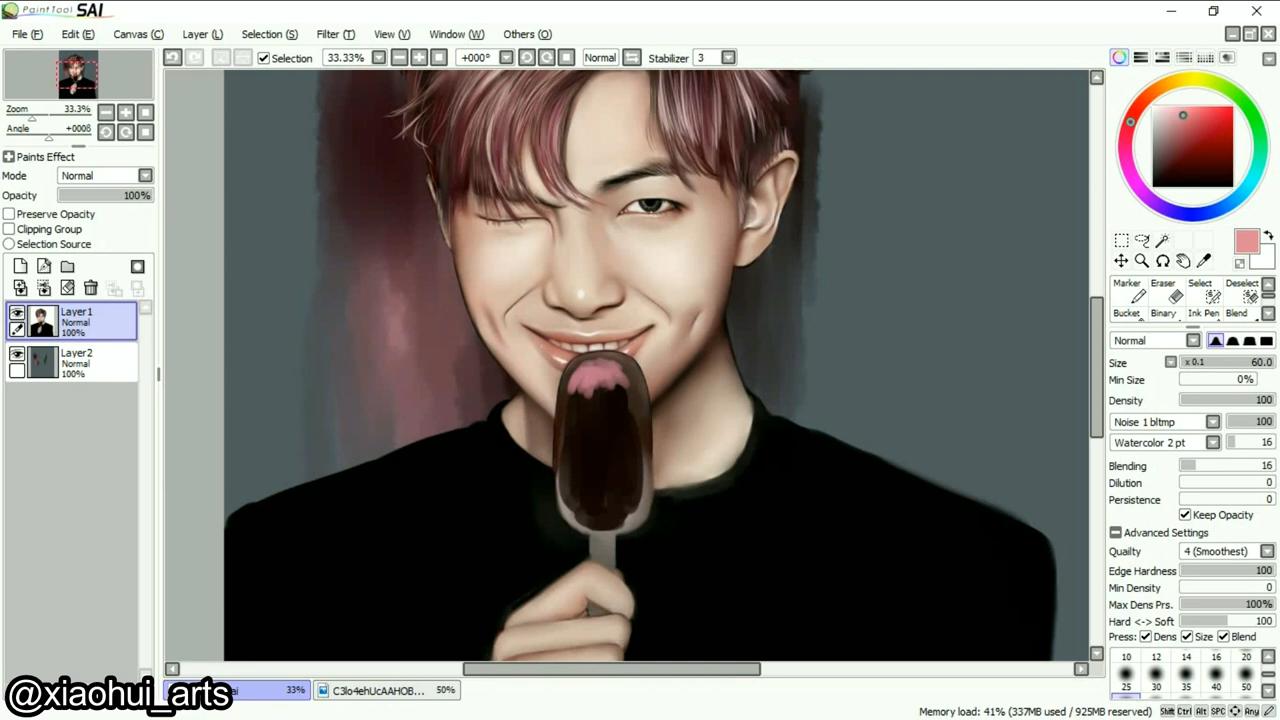 PaintTool SAI
File (F) Edit (E) Canvas (C) Layer (L) Selection (S) Filter (T) View (V) Window (W) Others (O)
Selection 33.33% +000° Normal Stabilizer 3
Zoom 33.3%
Angle +000
Paints Effect
Mode Normal
Opacity 100%
Preserve Opacity
Clipping Group
Selection Source
Layer1
Normal
100%
Layer2
Normal
100%
Marker Eraser Select Deselect
Bucket Binary Ink Pen Blend
Normal
Size x 0.1 60.0
Min Size 0%
Density 100
Noise 1 bltmp 100
Watercolor 2 pt 16
Blending 16
Dilution 0
Persistence 0
Keep Opacity
Advanced Settings
Quailty 4 (Smoothest)
Edge Hardness 100
Min Density 0
Max Dens Prs. 100%
Hard <-> Soft 100
Press: Dens Size Blend
10 12 14 16 20
25 30 35 40 50
ai 33% C3lo4ehUcAAHOB... 50%
@xiaohui_arts
Memory load: 41% (337MB used / 925MB reserved) Shift Ctrl Alt SPC Any